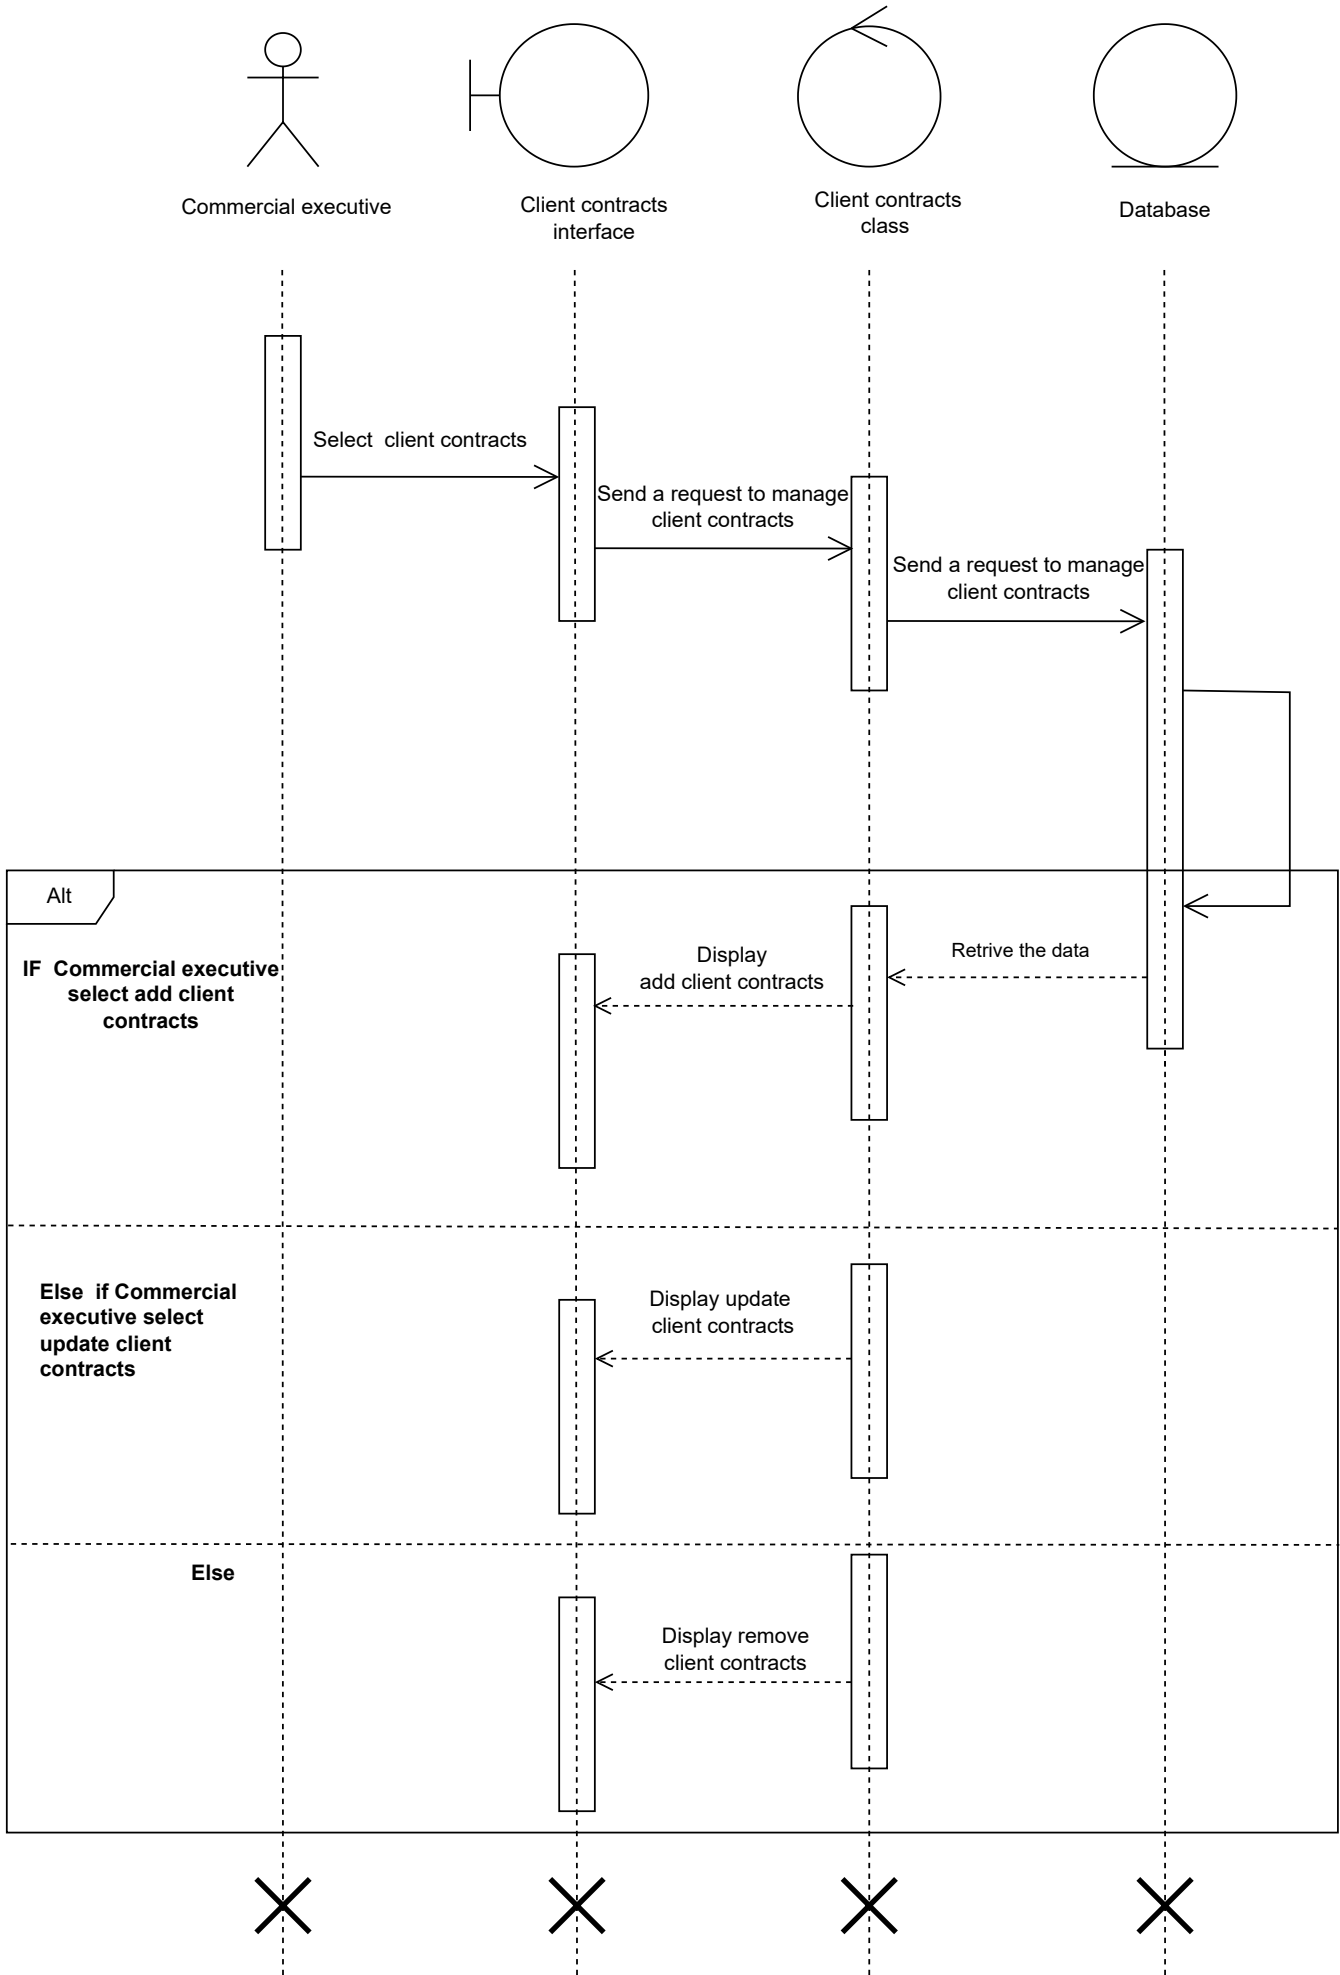 Commercial executive
Client contracts
interface
Client contracts
class
Database
Select  client contracts
Send a request to manage
client contracts
Send a request to manage
client contracts
Alt
IF  Commercial executive
select add client
contracts
Display
add client contracts
Retrive the data
Else  if Commercial
executive select
update client
contracts
Display update
client contracts
Else
Display remove
client contracts